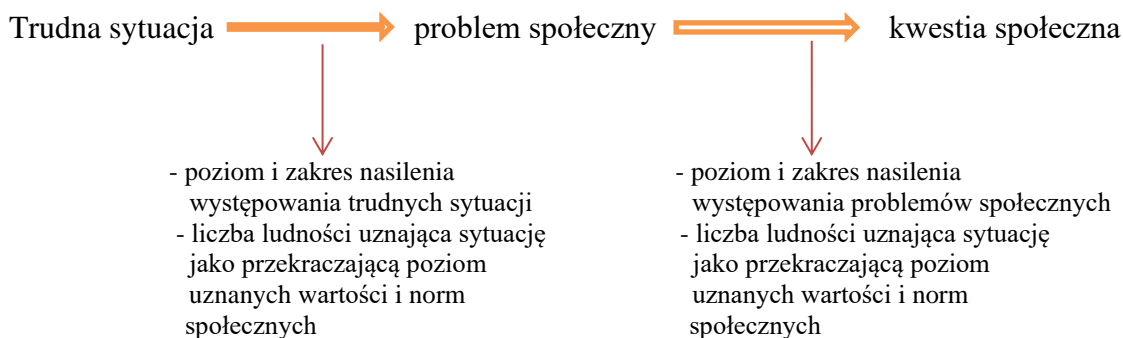 Trudna sytuacja problem społeczny kwestia społeczna
- poziom i zakres nasilenia
występowania trudnych sytuacji
- liczba ludności uznająca sytuację
jako przekraczającą poziom
uznanych wartości i norm
społecznych
- poziom i zakres nasilenia
występowania problemów społecznych
- liczba ludności uznająca sytuację
jako przekraczającą poziom
uznanych wartości i norm
społecznych